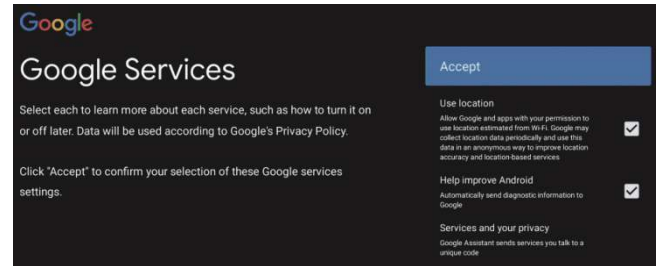 Google
Google Services
Select each to learn more about each service, such as how to turn it on
or off later. Data will be used according to Google's Privacy Policy.
Click "Accept" to confirm your selection of these Google services
settings.
Accept
Use location
Allow Google and apps with your permission to
use location estimated from Wi-Fi. Google may
collect location data periodically and use this
data in an anonymous way to improve location
accuracy and location-based services
Help improve Android
Automatically send diagnostic information to
Google
Services and your privacy
Google Assistant sends services you talk to a
unique code